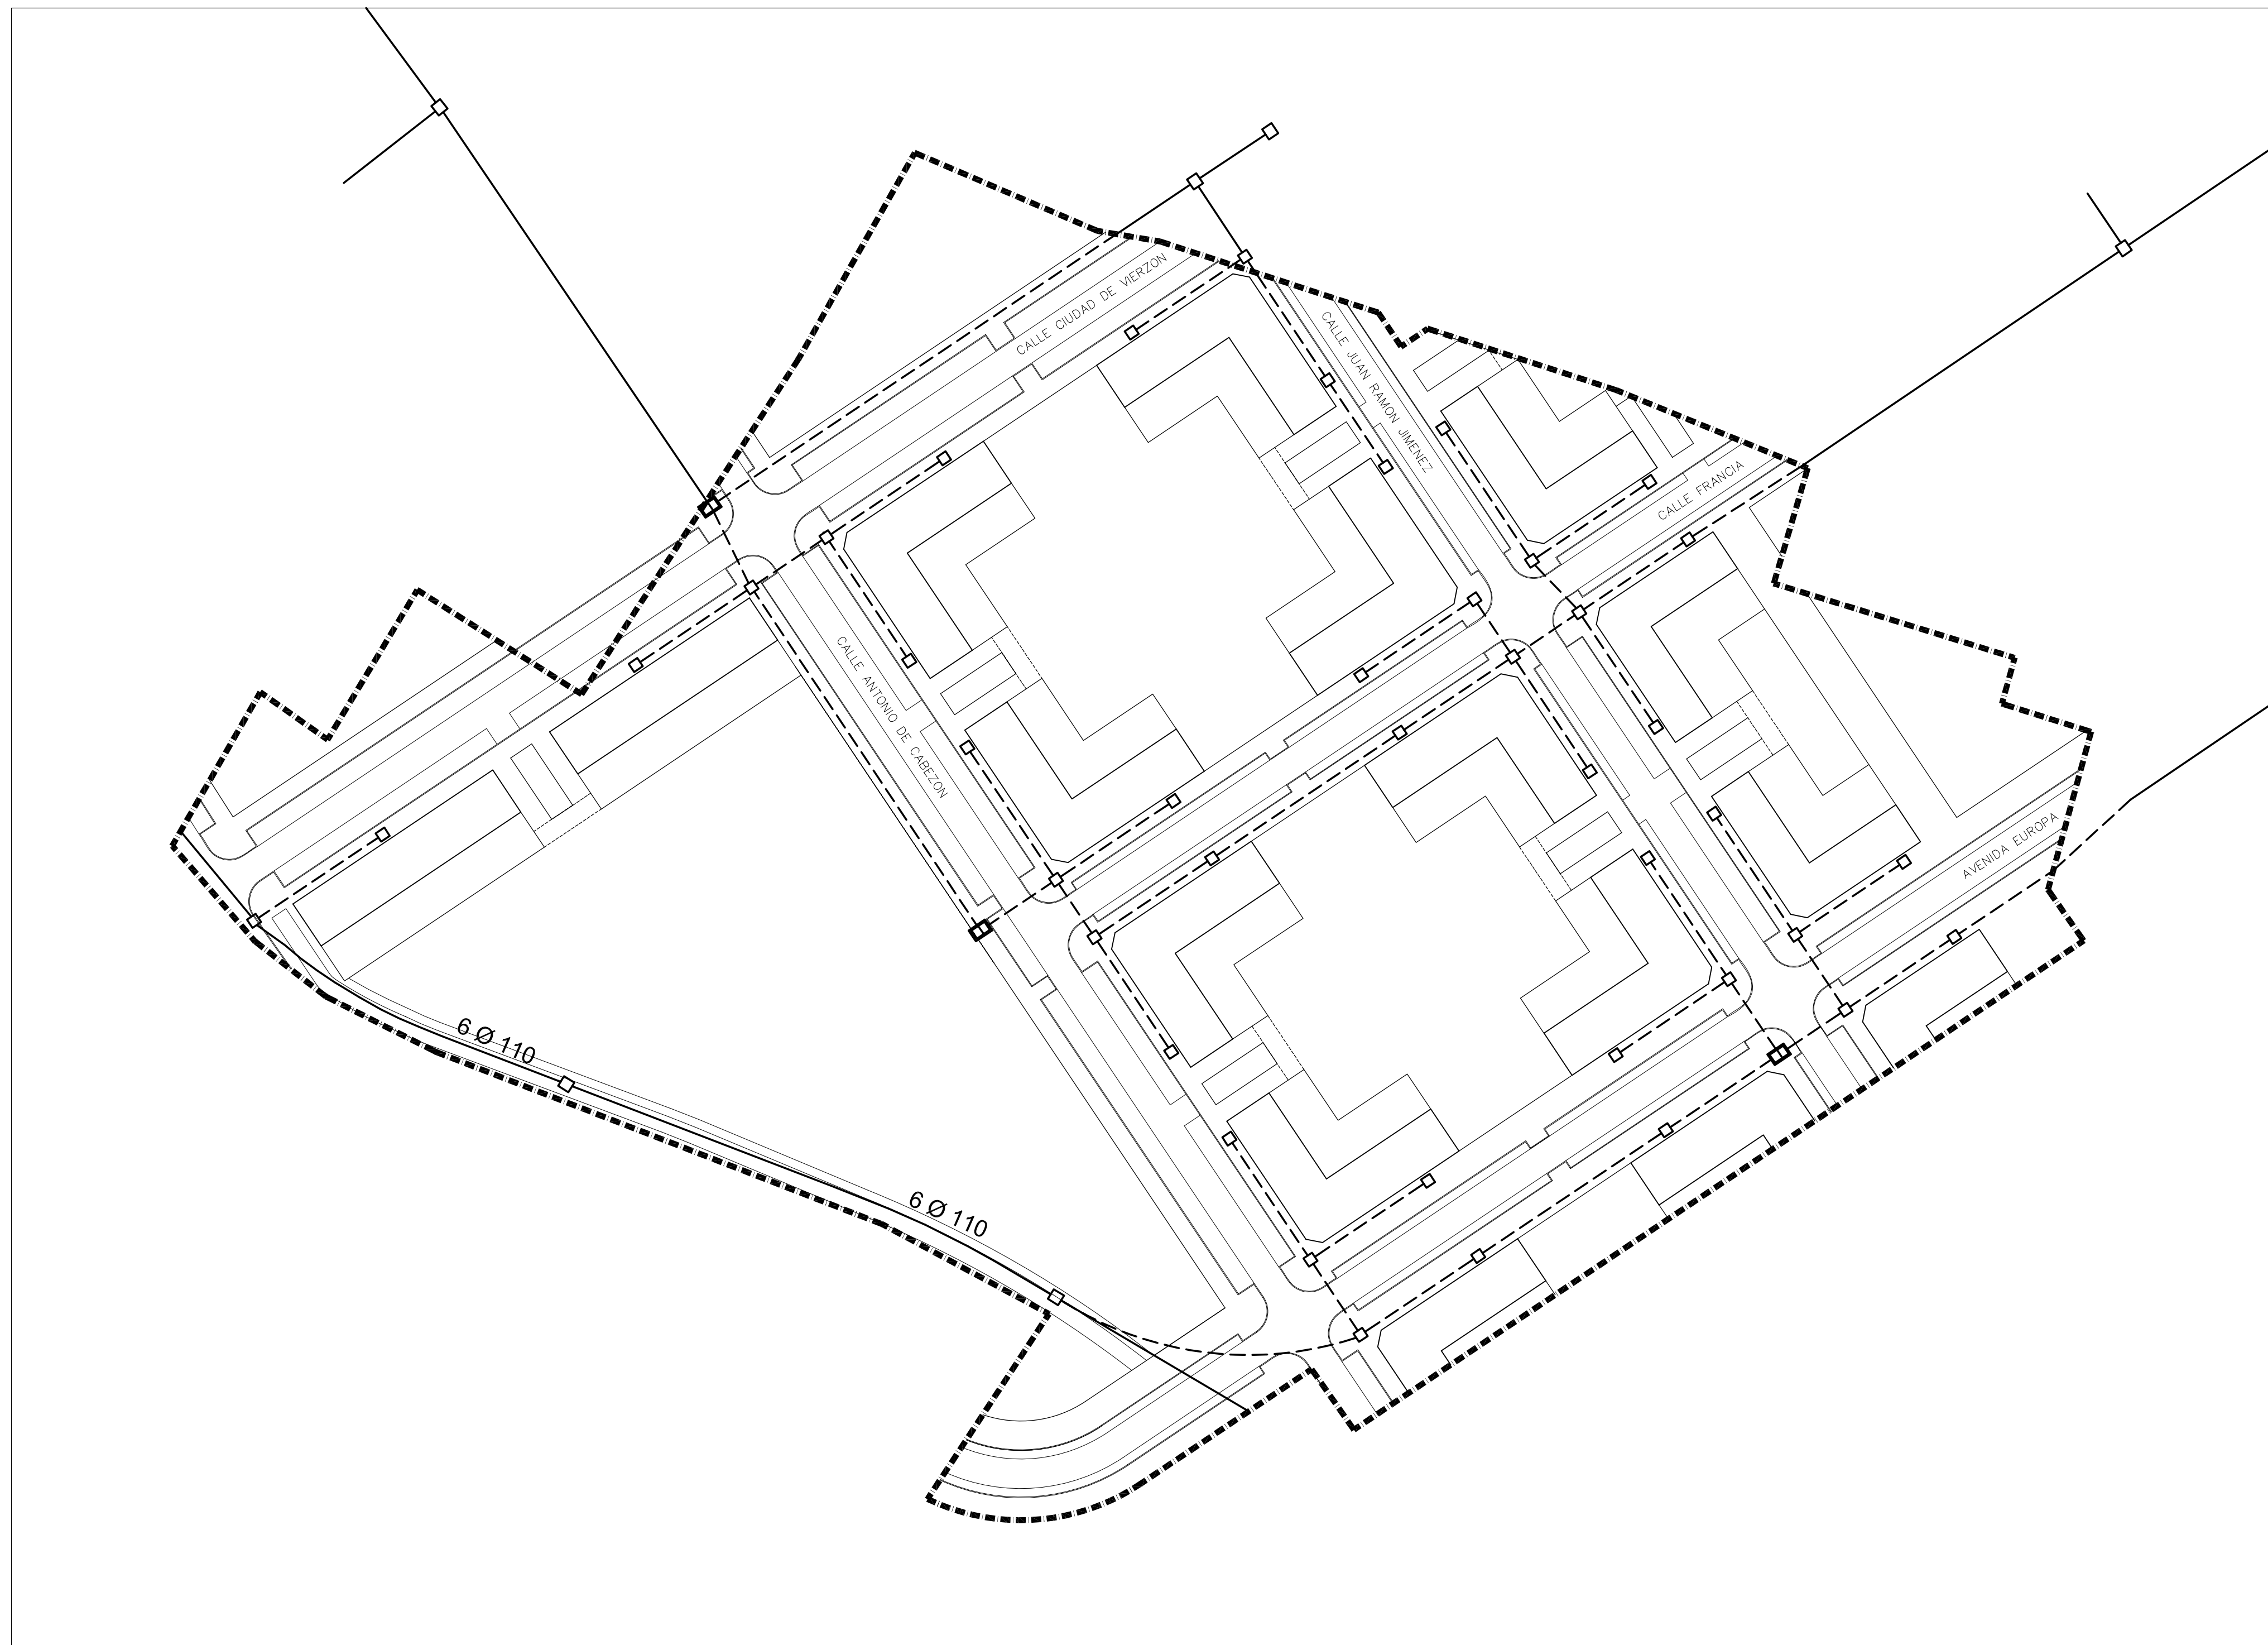 CALLE CIUDAD DE VIERZON
CALLE JUAN RAMON JIMENEZ
CALLE FRANCIA
CALLE ANTONIO DE CABEZON
AVENIDA EUROPA
6 Ø 110
6 Ø 110